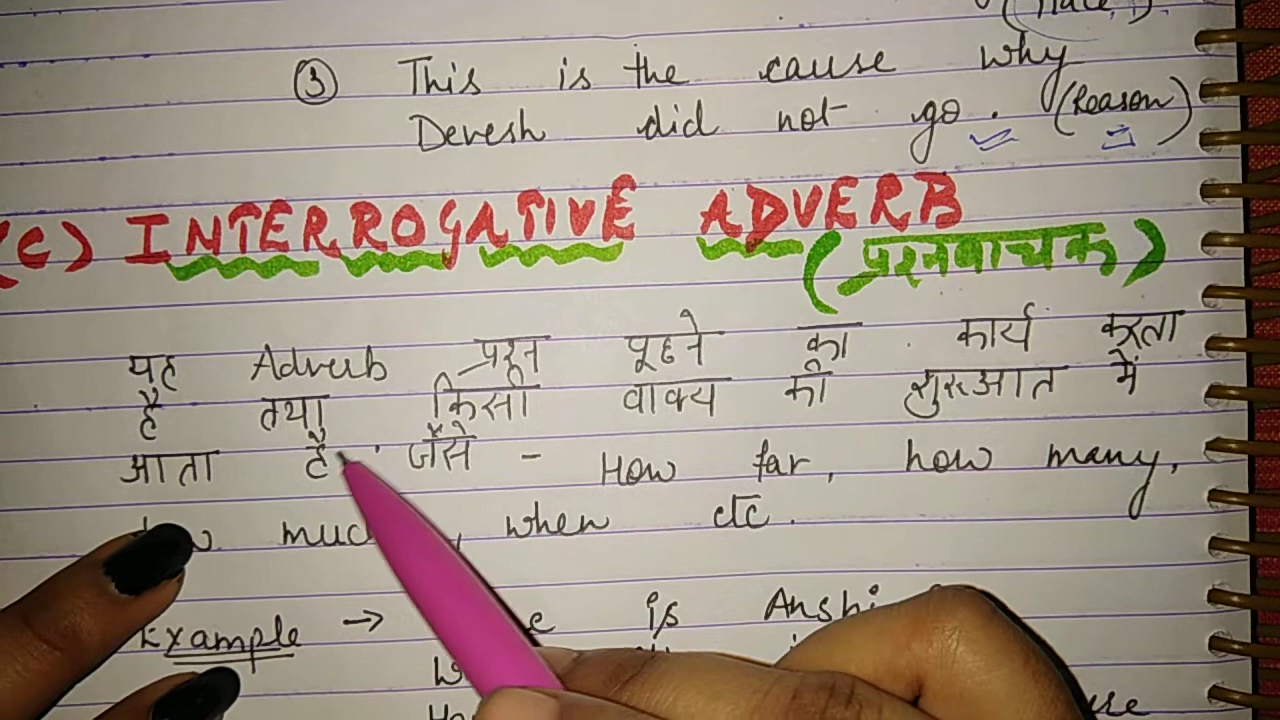 ③ This is the cause why
Devesh did not go. (Reason)
(C) INTERROGATIVE ADVERB
(प्रश्नवाचक)
यह Adverb प्रश्न पूछने का कार्य करता
है तथा किसी वाक्य की शुरुआत में
आता है. जैसे - How far, how many,
much, when etc.
Example → is Anshi